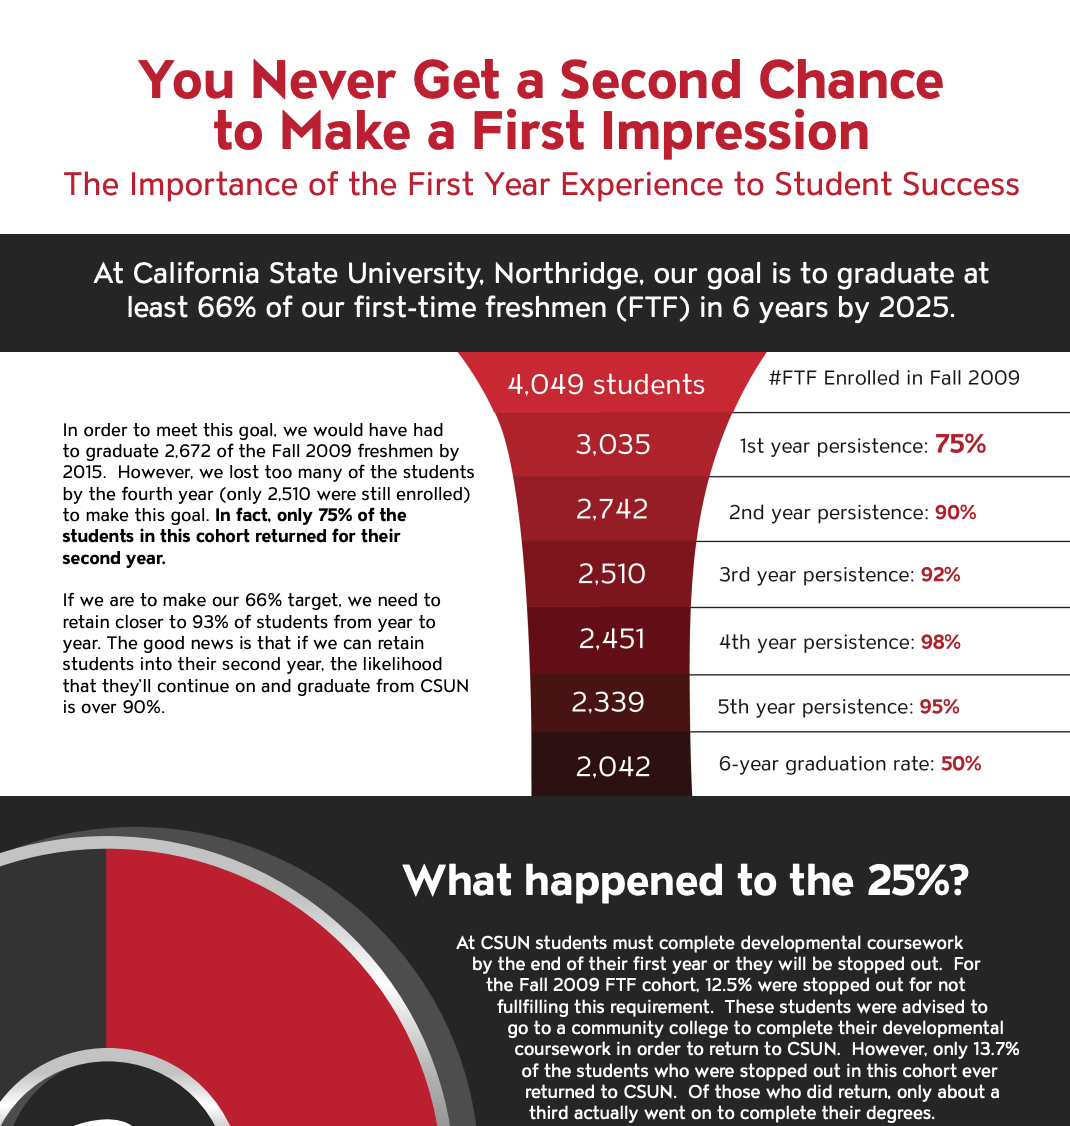 You Never Get a Second Chance
to Make a First Impression
The Importance of the First Year Experience to Student Success
At California State University, Northridge, our goal is to graduate at
least 66% of our first-time freshmen (FTF) in 6 years by 2025.
In order to meet this goal, we would have had
to graduate 2,672 of the Fall 2009 freshmen by
2015.  However, we lost too many of the students
by the fourth year (only 2,510 were still enrolled)
to make this goal. In fact, only 75% of the
students in this cohort returned for their
second year.
If we are to make our 66% target, we need to
retain closer to 93% of students from year to
year. The good news is that if we can retain
students into their second year, the likelihood
that they'll continue on and graduate from CSUN
is over 90%.
4,049 students
#FTF Enrolled in Fall 2009
3,035
1st year persistence: 75%
2,742
2nd year persistence: 90%
2,510
3rd year persistence: 92%
2,451
4th year persistence: 98%
2,339
5th year persistence: 95%
2,042
6-year graduation rate: 50%
What happened to the 25%?
At CSUN students must complete developmental coursework
by the end of their first year or they will be stopped out.  For
the Fall 2009 FTF cohort, 12.5% were stopped out for not
fullfilling this requirement.  These students were advised to
go to a community college to complete their developmental
coursework in order to return to CSUN.  However, only 13.7%
of the students who were stopped out in this cohort ever
returned to CSUN.  Of those who did return, only about a
third actually went on to complete their degrees.